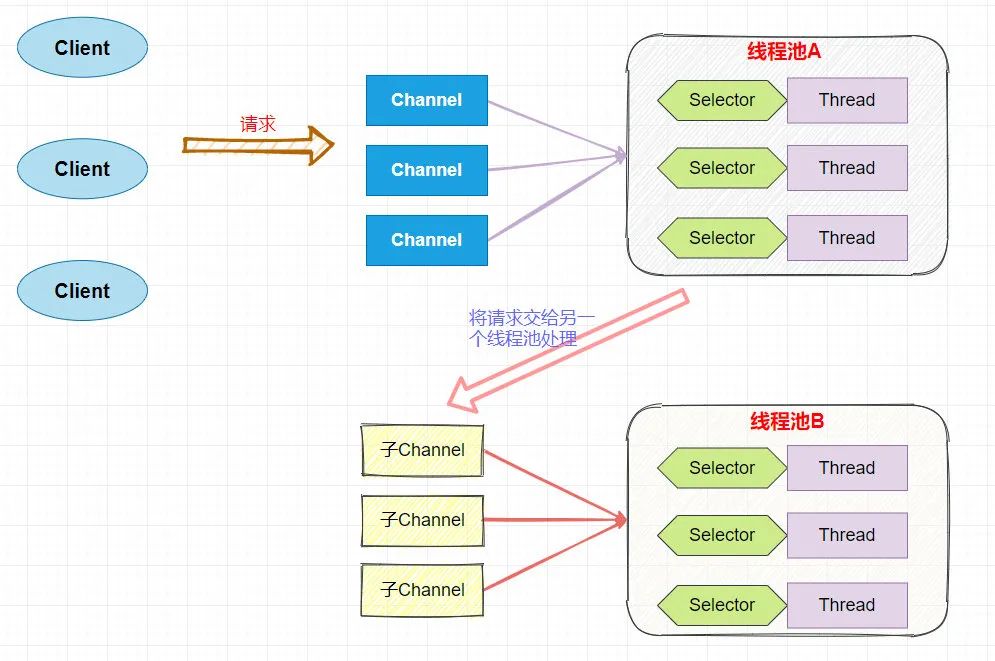 Client
Client
Client
请求
Channel
Channel
Channel
线程池A
Selector Thread
Selector Thread
Selector Thread
将请求交给另一
个线程池处理
子Channel
子Channel
子Channel
线程池B
Selector Thread
Selector Thread
Selector Thread